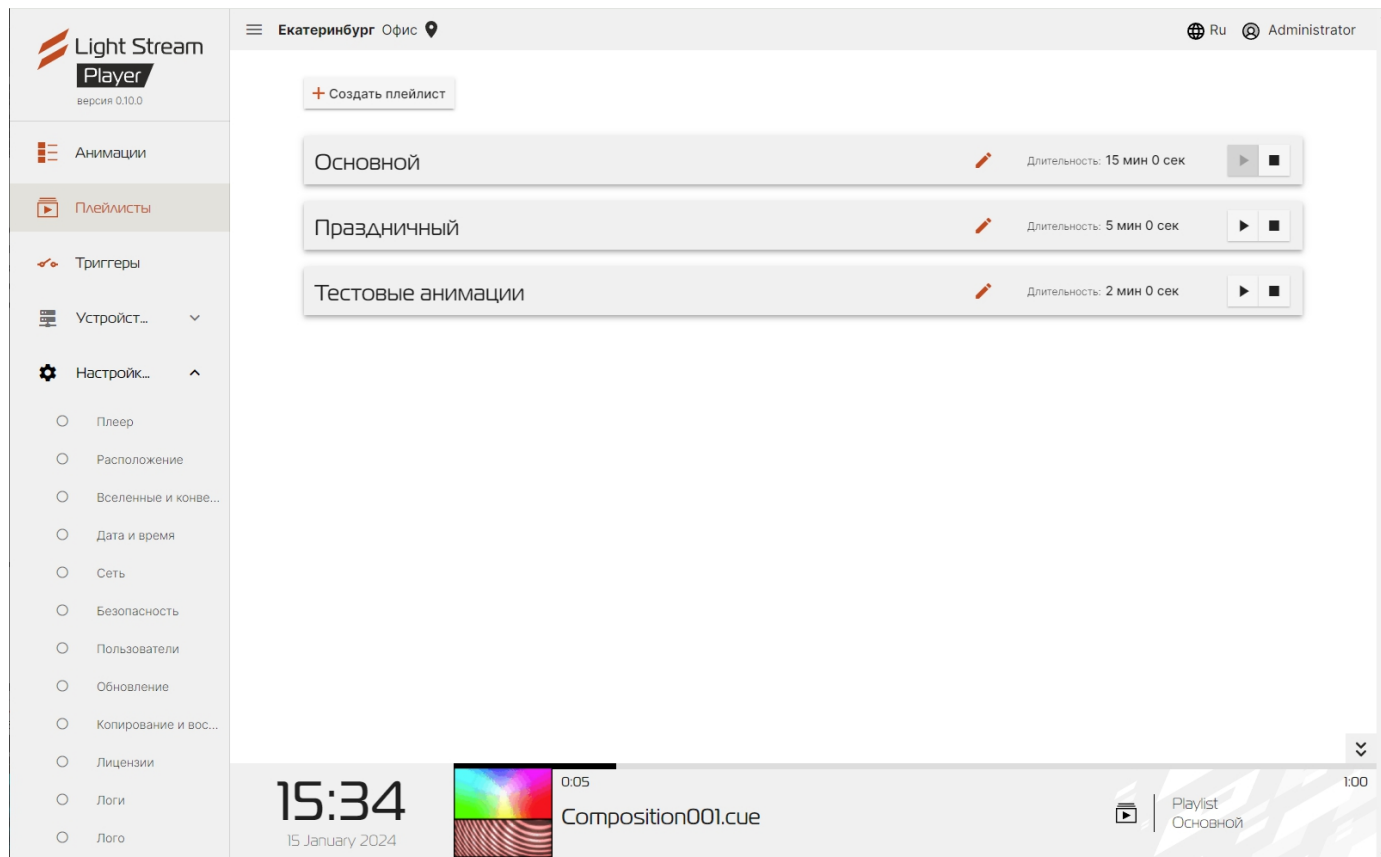 Light Stream
Player
версия 0.10.0
Екатеринбург Офис
Ru Administrator
Анимации
Плейлисты
Триггеры
Устройст...
Настройк...
Плеер
Расположение
Вселенные и конве...
Дата и время
Сеть
Безопасность
Пользователи
Обновление
Копирование и вос...
Лицензии
Логи
Лого
+ Создать плейлист
Основной Длительность: 15 мин 0 сек
Праздничный Длительность: 5 мин 0 сек
Тестовые анимации Длительность: 2 мин 0 сек
15:34
15 January 2024
0:05 1:00
Composition001.cue
Playlist
Основной